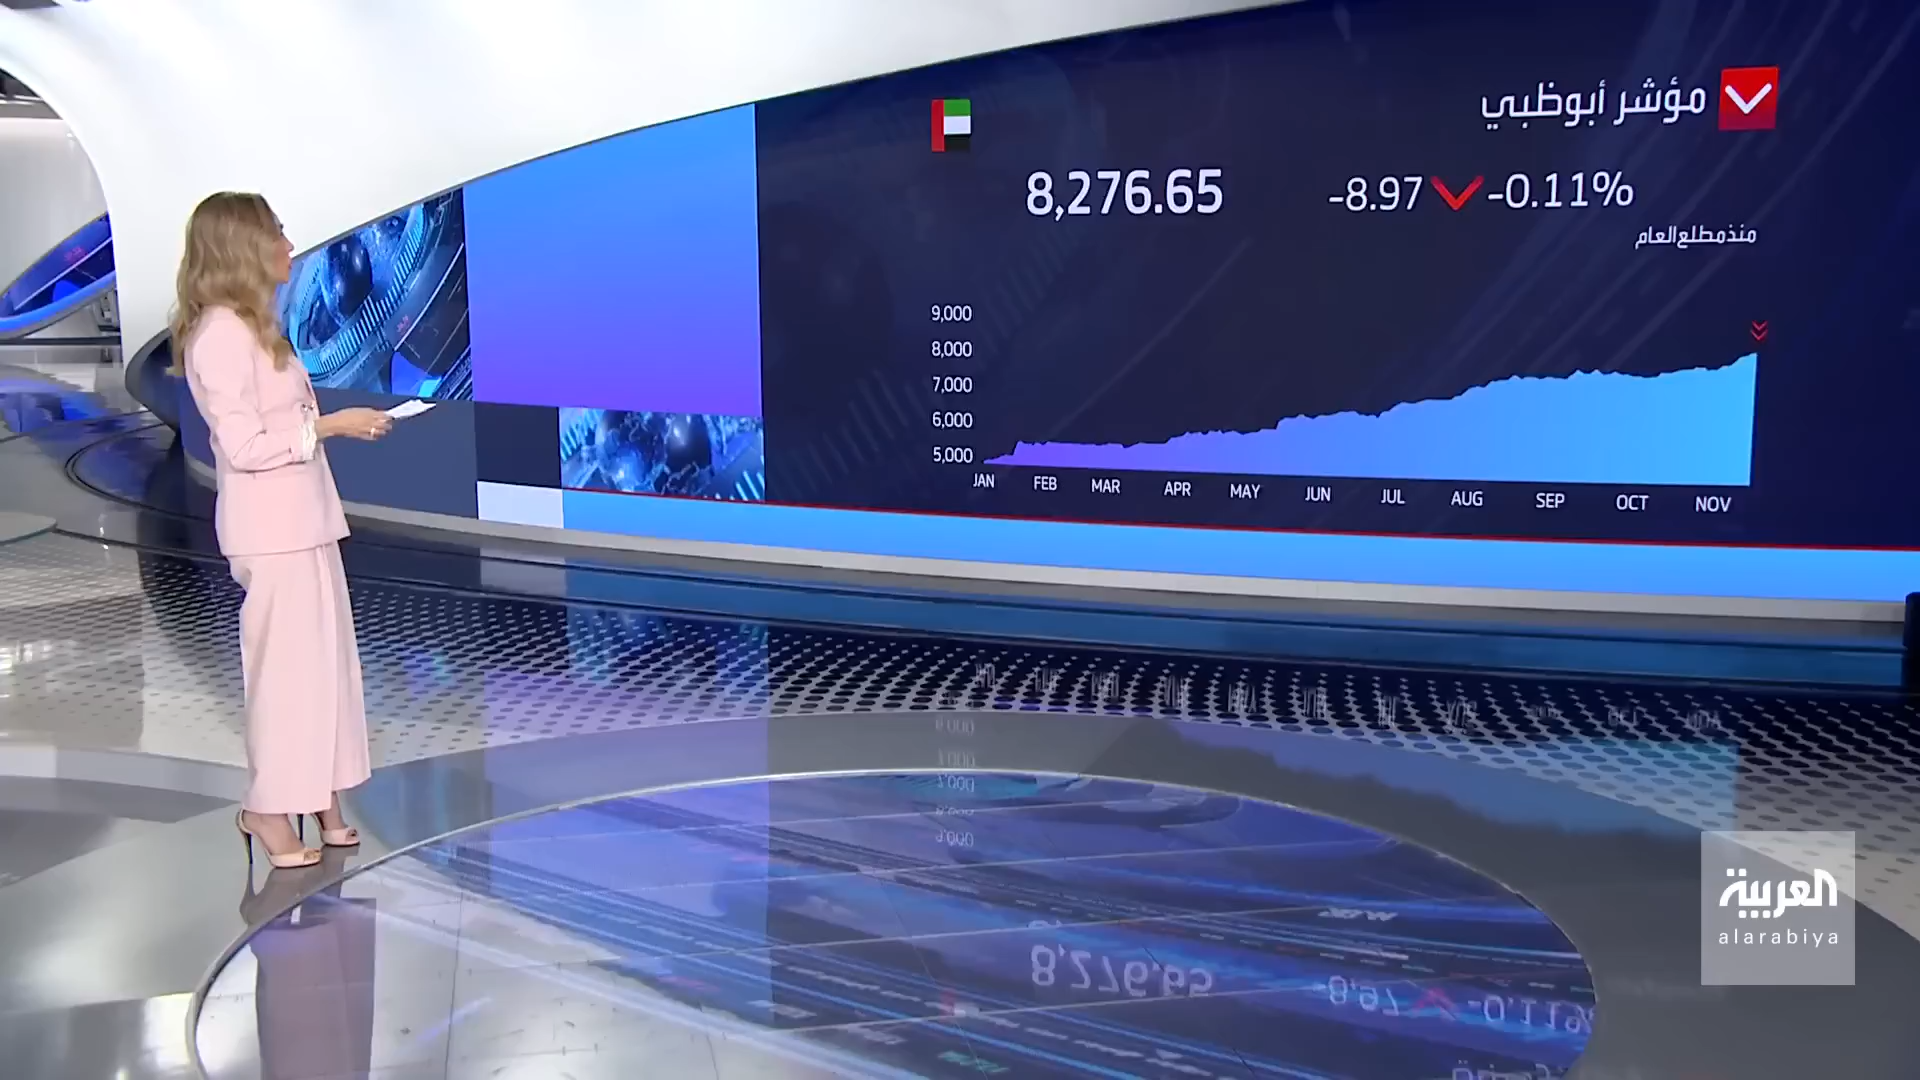 مؤشر أبوظبي
8,276.65
-8.97 -0.11%
منذ مطلع العام
9,000
8,000
7,000
6,000
5,000
JAN FEB MAR APR MAY JUN JUL AUG SEP OCT NOV
العربية
alarabiya